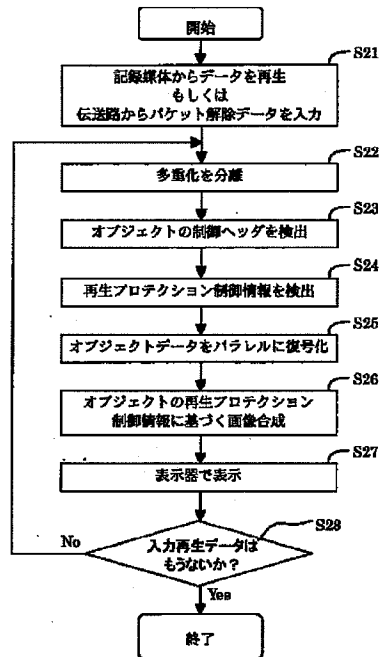 開始
S21
記録媒体からデータを再生
もしくは
伝送路からパケット解除データを入力
S22
多重化を分離
S23
オブジェクトの制御ヘッダを検出
S24
再生プロテクション制御情報を検出
S25
オブジェクトデータをパラレルに復号化
S26
オブジェクトの再生プロテクション
制御情報に基づく画像合成
S27
表示器で表示
S28
入力再生データは
もうないか？
No
Yes
終了